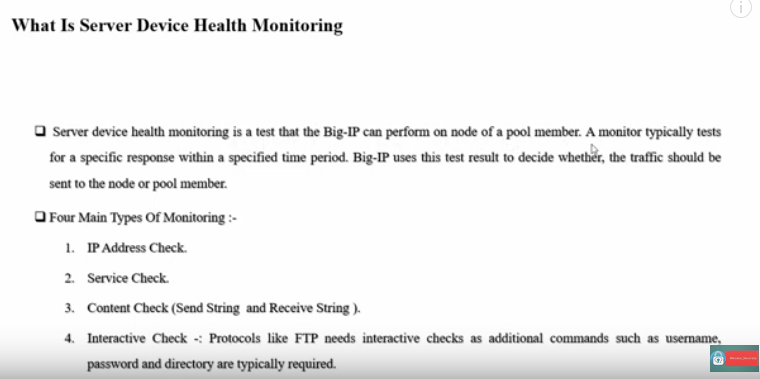 What Is Server Device Health Monitoring
Server device health monitoring is a test that the Big-IP can perform on node of a pool member. A monitor typically tests
for a specific response within a specified time period. Big-IP uses this test result to decide whether, the traffic should be
sent to the node or pool member.
Four Main Types Of Monitoring :-
1. IP Address Check.
2. Service Check.
3. Content Check (Send String and Receive String ).
4. Interactive Check -: Protocols like FTP needs interactive checks as additional commands such as username,
password and directory are typically required.